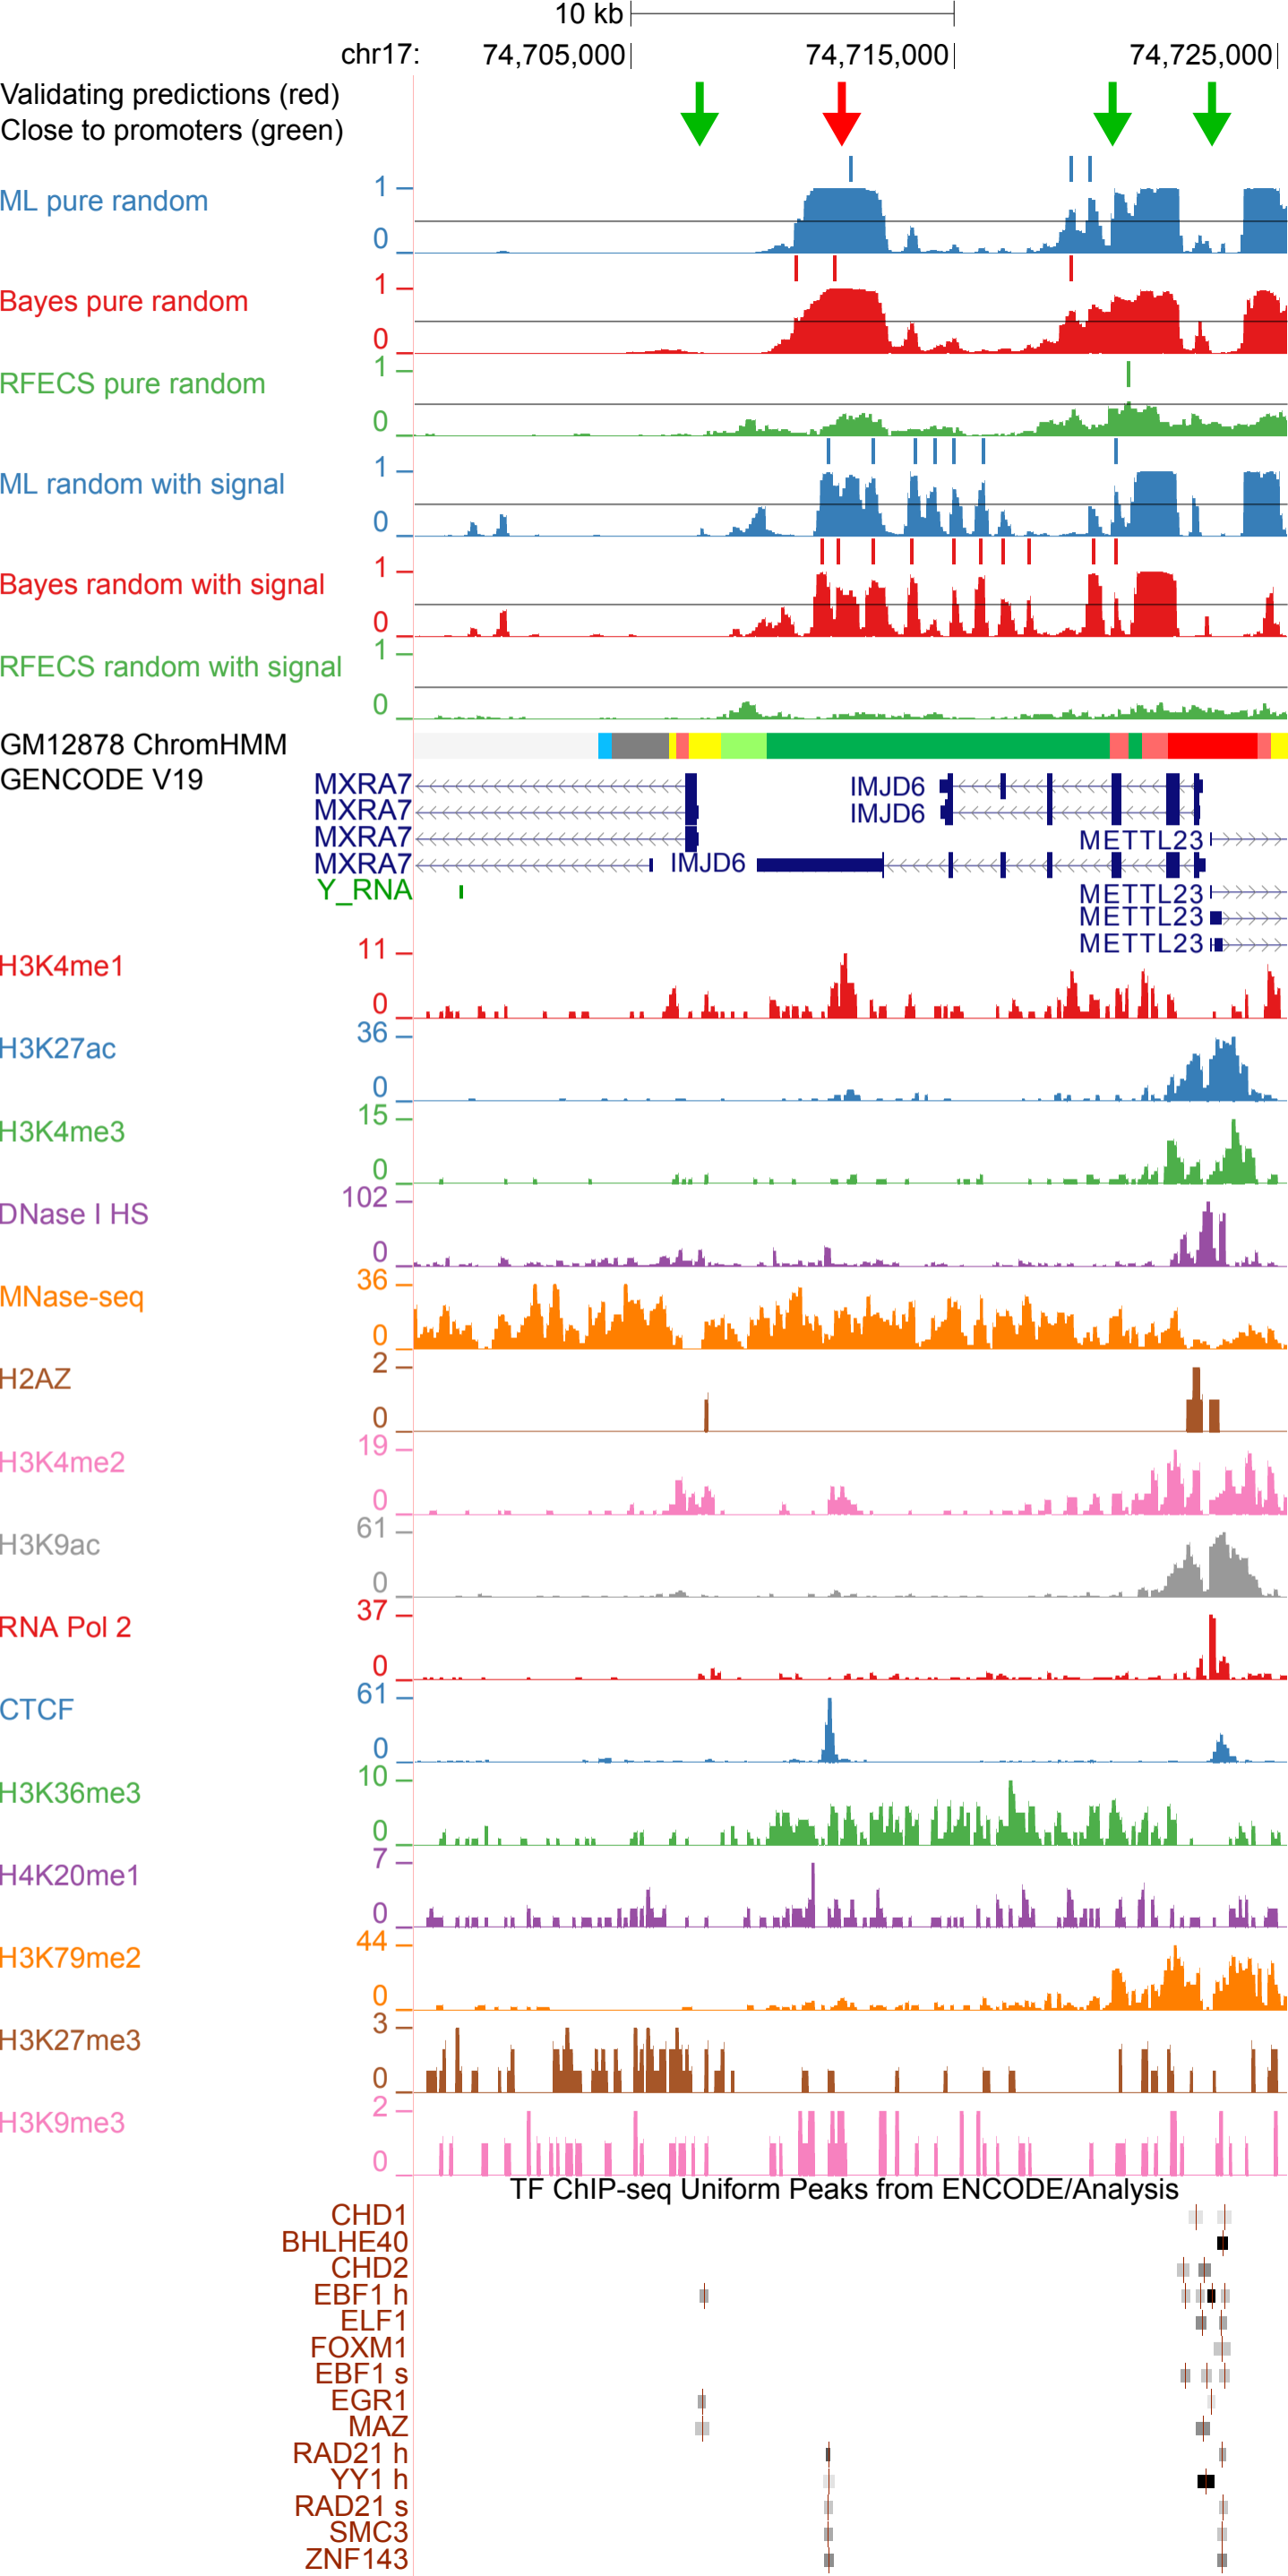 10 kb
chr17: 74,705,000 74,715,000 74,725,000
Validating predictions (red)
Close to promoters (green)
ML pure random 1 0
Bayes pure random 1 0
RFECS pure random 1 0
ML random with signal 1 0
Bayes random with signal 1 0
RFECS random with signal 1 0
GM12878 ChromHMM
GENCODE V19
MXRA7 IMJD6
MXRA7 IMJD6
MXRA7 METTL23
MXRA7 IMJD6
Y_RNA METTL23
METTL23
METTL23
H3K4me1 11 0
H3K27ac 36 0
H3K4me3 15 0
DNase I HS 102 0
MNase-seq 36 0
H2AZ 2 0
H3K4me2 19 0
H3K9ac 61 0
RNA Pol 2 37 0
CTCF 61 0
H3K36me3 10 0
H4K20me1 7 0
H3K79me2 44 0
H3K27me3 3 0
H3K9me3 2 0
TF ChIP-seq Uniform Peaks from ENCODE/Analysis
CHD1
BHLHE40
CHD2
EBF1 h
ELF1
FOXM1
EBF1 s
EGR1
MAZ
RAD21 h
YY1 h
RAD21 s
SMC3
ZNF143